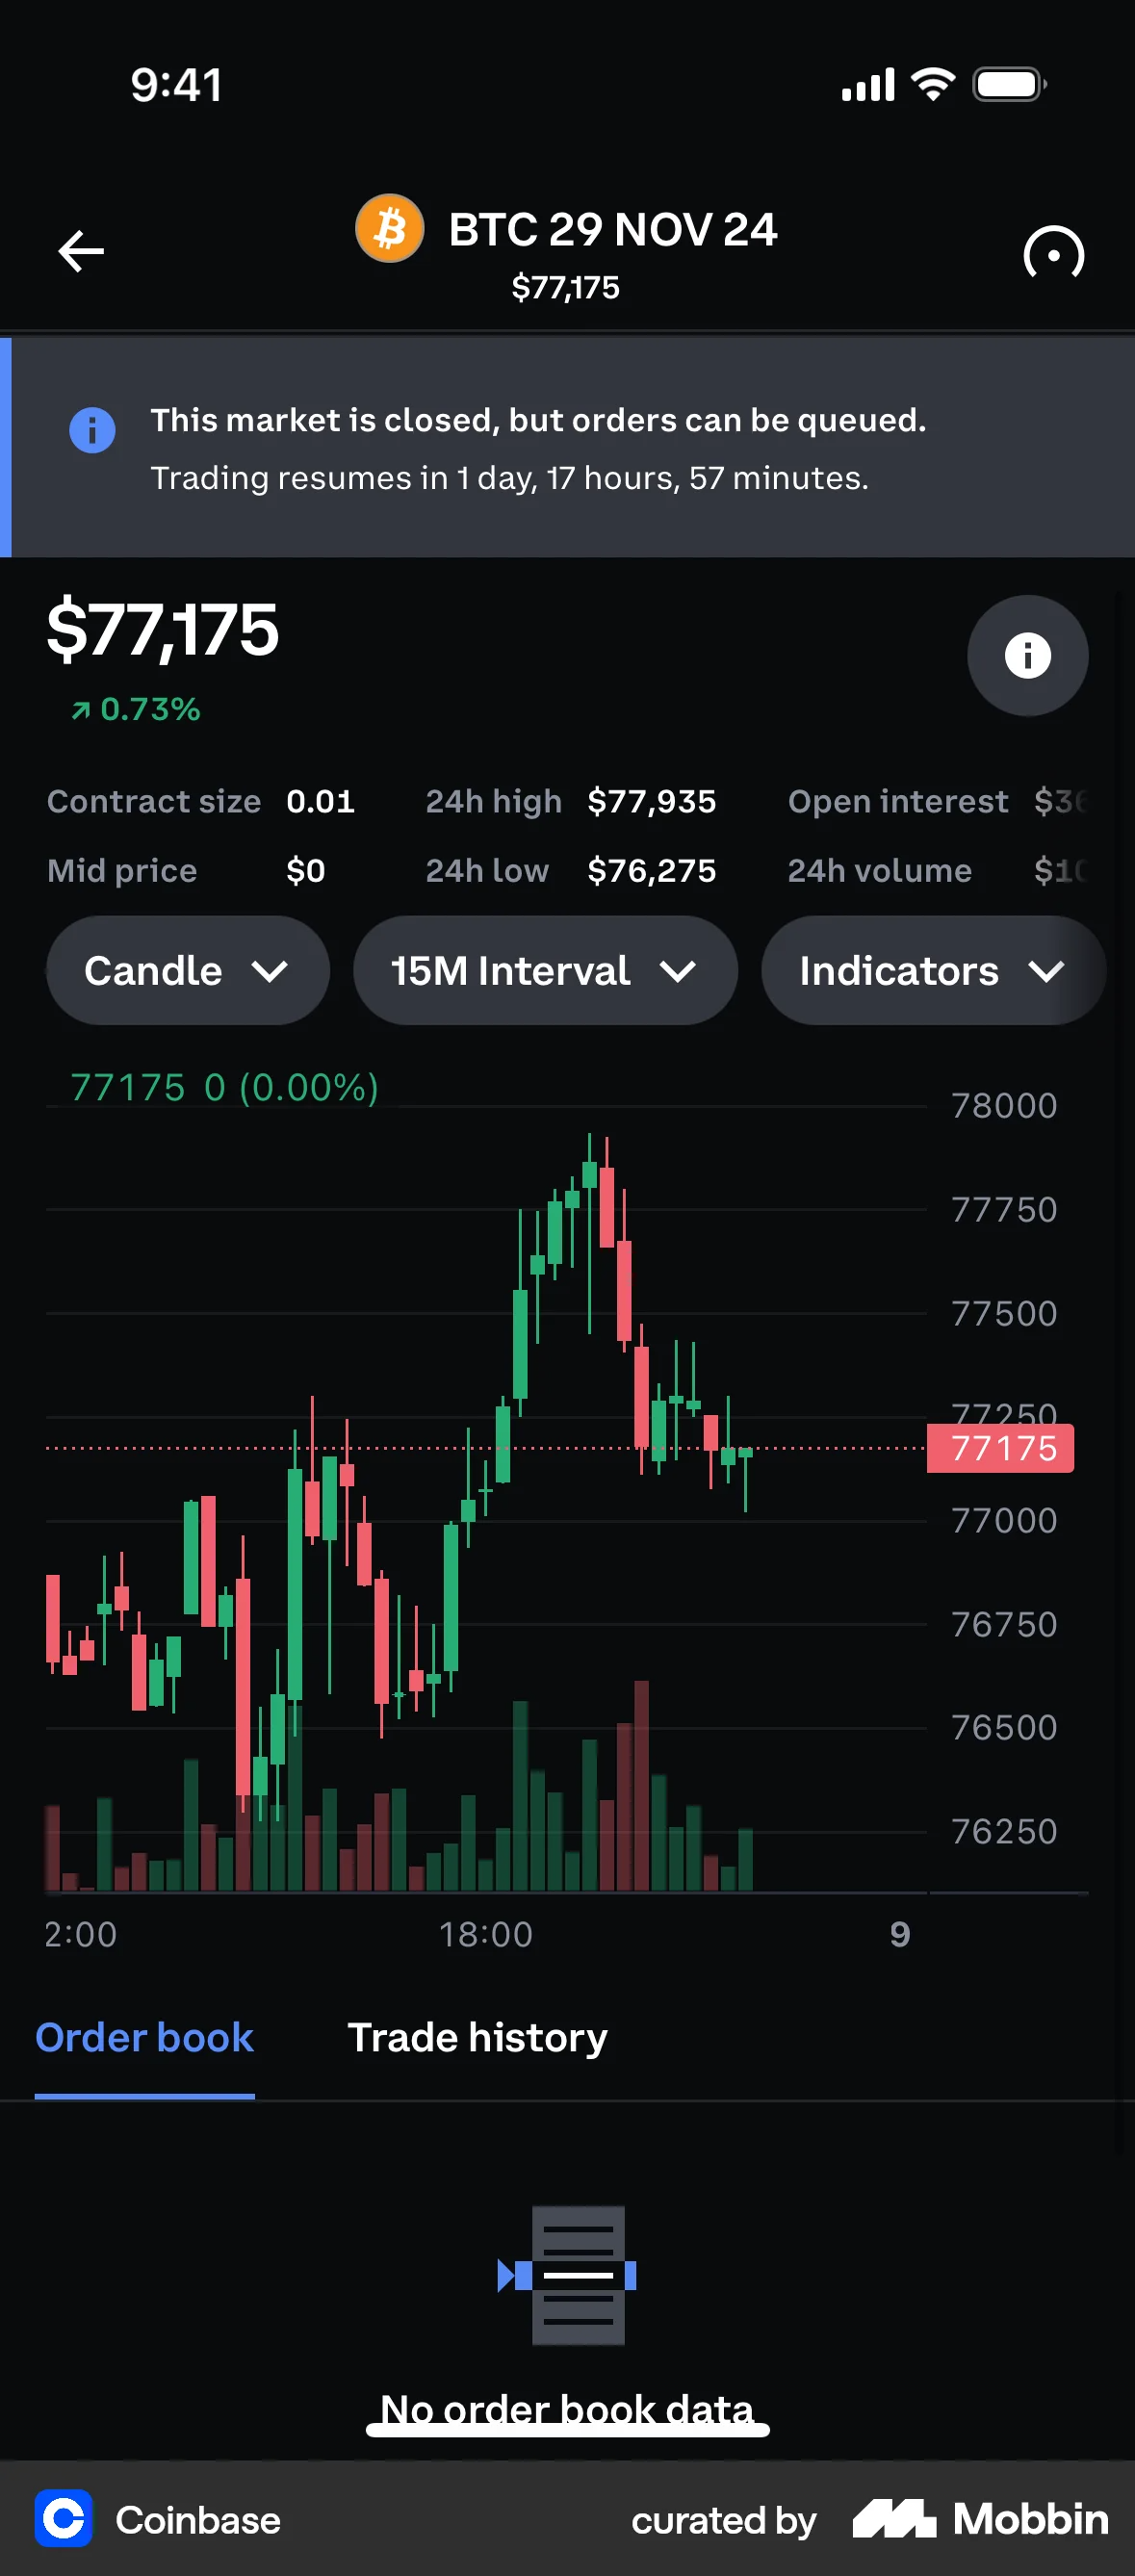 9:41
BTC 29 NOV 24
$77,175
This market is closed, but orders can be queued.
Trading resumes in 1 day, 17 hours, 57 minutes.
$77,175
↗ 0.73%
Contract size 0.01 24h high $77,935 Open interest
Mid price $0 24h low $76,275 24h volume
Candle 15M Interval Indicators
77175 0 (0.00%)
78000
77750
77500
77250
77175
77000
76750
76500
76250
2:00 18:00 9
Order book Trade history
No order book data
Coinbase curated by Mobbin